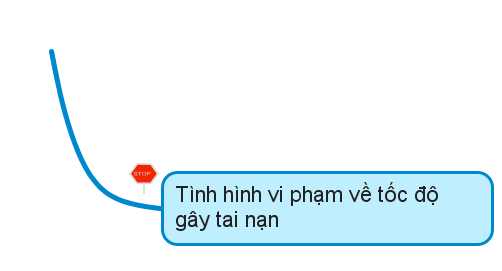 STOP
Tình hình vi phạm về tốc độ
gây tai nạn